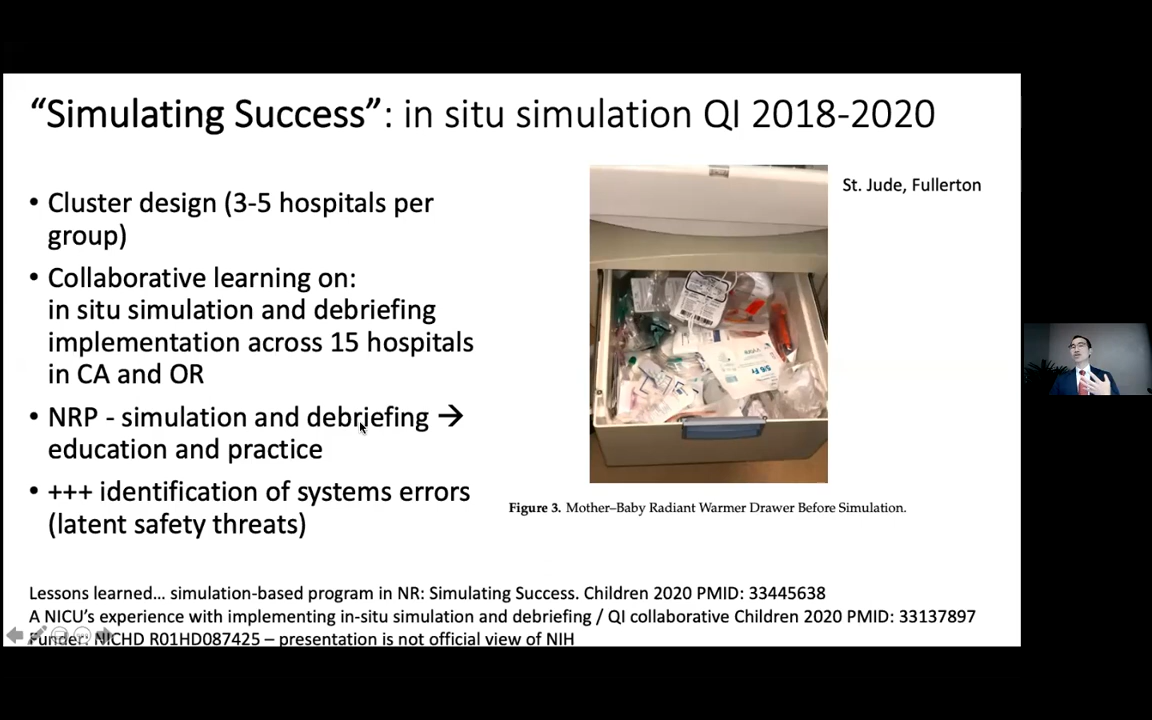 “Simulating Success”: in situ simulation QI 2018-2020
• Cluster design (3-5 hospitals per
group)
• Collaborative learning on:
in situ simulation and debriefing
implementation across 15 hospitals
in CA and OR
• NRP - simulation and debriefing →
education and practice
• +++ identification of systems errors
(latent safety threats)
St. Jude, Fullerton
Figure 3. Mother–Baby Radiant Warmer Drawer Before Simulation.
Lessons learned... simulation-based program in NR: Simulating Success. Children 2020 PMID: 33445638
A NICU’s experience with implementing in-situ simulation and debriefing / QI collaborative Children 2020 PMID: 33137897
Funder: NICHD R01HD087425 – presentation is not official view of NIH